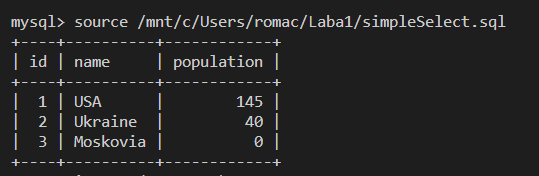 mysql> source /mnt/c/Users/romac/Laba1/simpleSelect.sql
+----+----------+------------+
| id | name     | population |
+----+----------+------------+
|  1 | USA      |        145 |
|  2 | Ukraine  |         40 |
|  3 | Moskovia |          0 |
+----+----------+------------+